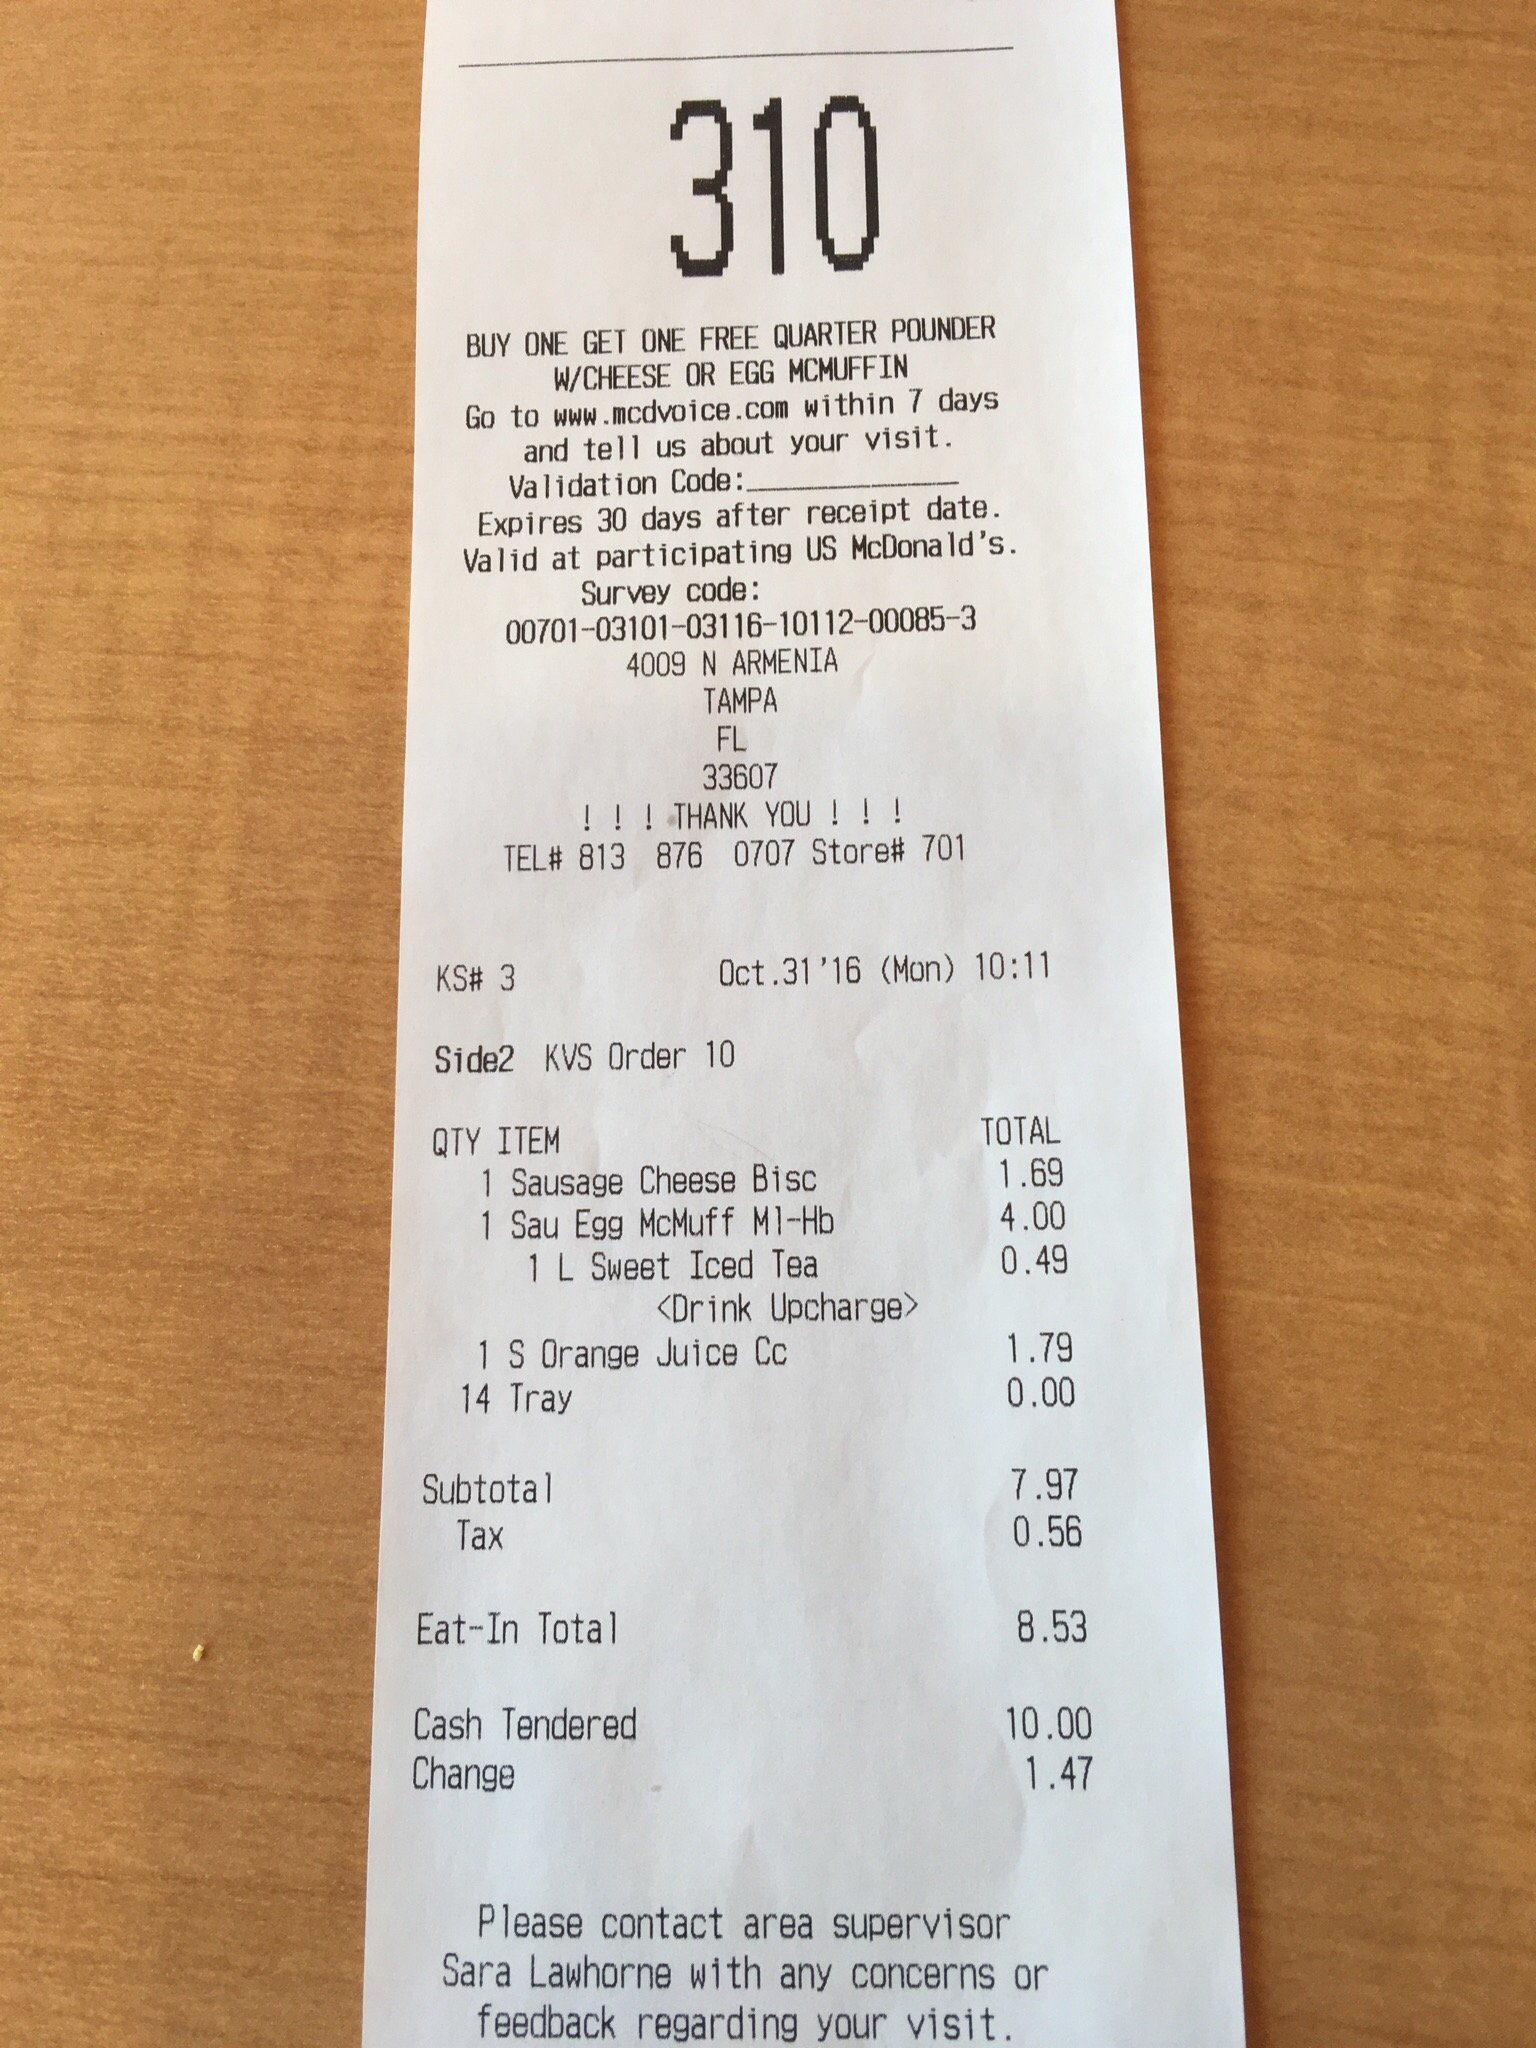 310
BUY ONE GET ONE FREE QUARTER POUNDER
W/CHEESE OR EGG MCMUFFIN
Go to www.mcdvoice.com within 7 days
and tell us about your visit.
Validation Code:______________
Expires 30 days after receipt date.
Valid at participating US McDonald's.
Survey code:
00701-03101-03116-10112-00085-3
4009 N ARMENIA
TAMPA
FL
33607
! ! ! THANK YOU ! ! !
TEL# 813 876 0707 Store# 701
KS# 3 Oct.31'16 (Mon) 10:11
Side2 KVS Order 10
QTY ITEM TOTAL
1 Sausage Cheese Bisc 1.69
1 Sau Egg McMuff Ml-Hb 4.00
1 L Sweet Iced Tea 0.49
<Drink Upcharge>
1 S Orange Juice Cc 1.79
14 Tray 0.00
Subtotal 7.97
Tax 0.56
Eat-In Total 8.53
Cash Tendered 10.00
Change 1.47
Please contact area supervisor
Sara Lawhorne with any concerns or
feedback regarding your visit.